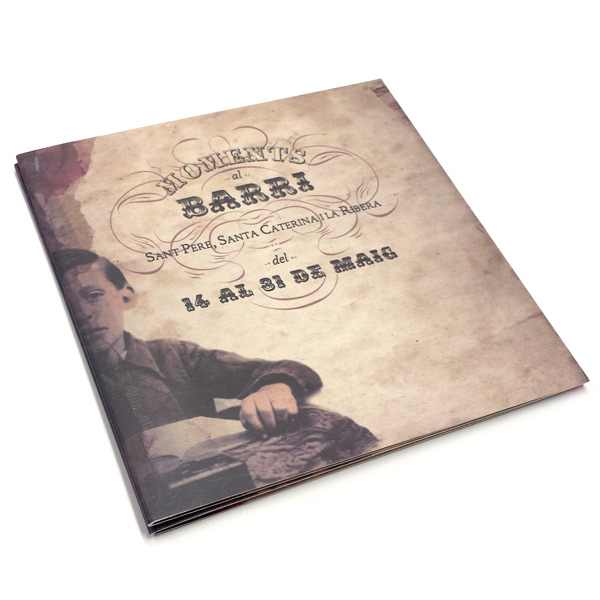 MOMENTS
al
BARRI
SANT PERE, SANTA CATERINA I LA RIBERA
del
14 AL 31 DE MAIG